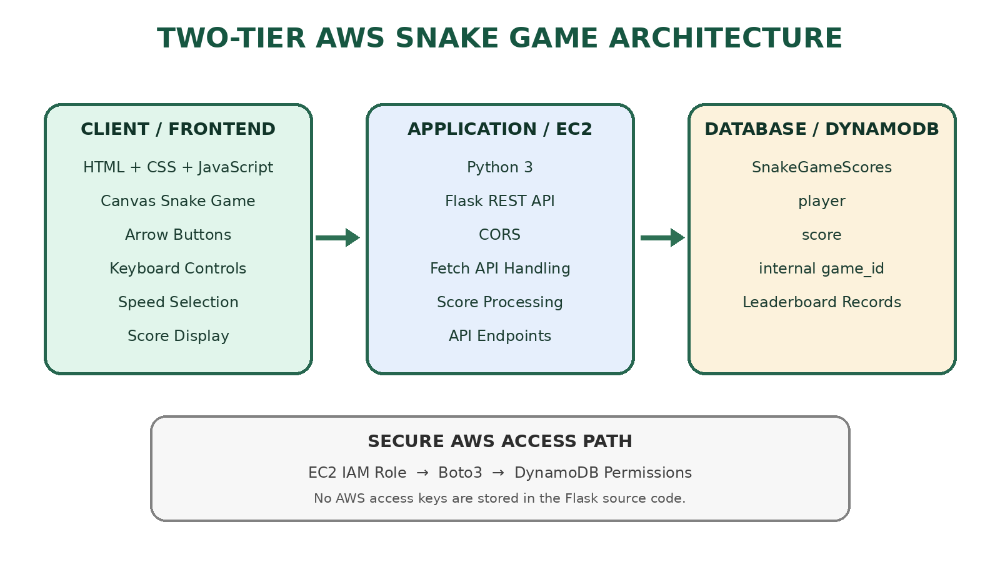 TWO-TIER AWS SNAKE GAME ARCHITECTURE
CLIENT / FRONTEND
HTML + CSS + JavaScript
Canvas Snake Game
Arrow Buttons
Keyboard Controls
Speed Selection
Score Display
APPLICATION / EC2
Python 3
Flask REST API
CORS
Fetch API Handling
Score Processing
API Endpoints
DATABASE / DYNAMODB
SnakeGameScores
player
score
internal game_id
Leaderboard Records
SECURE AWS ACCESS PATH
EC2 IAM Role → Boto3 → DynamoDB Permissions
No AWS access keys are stored in the Flask source code.